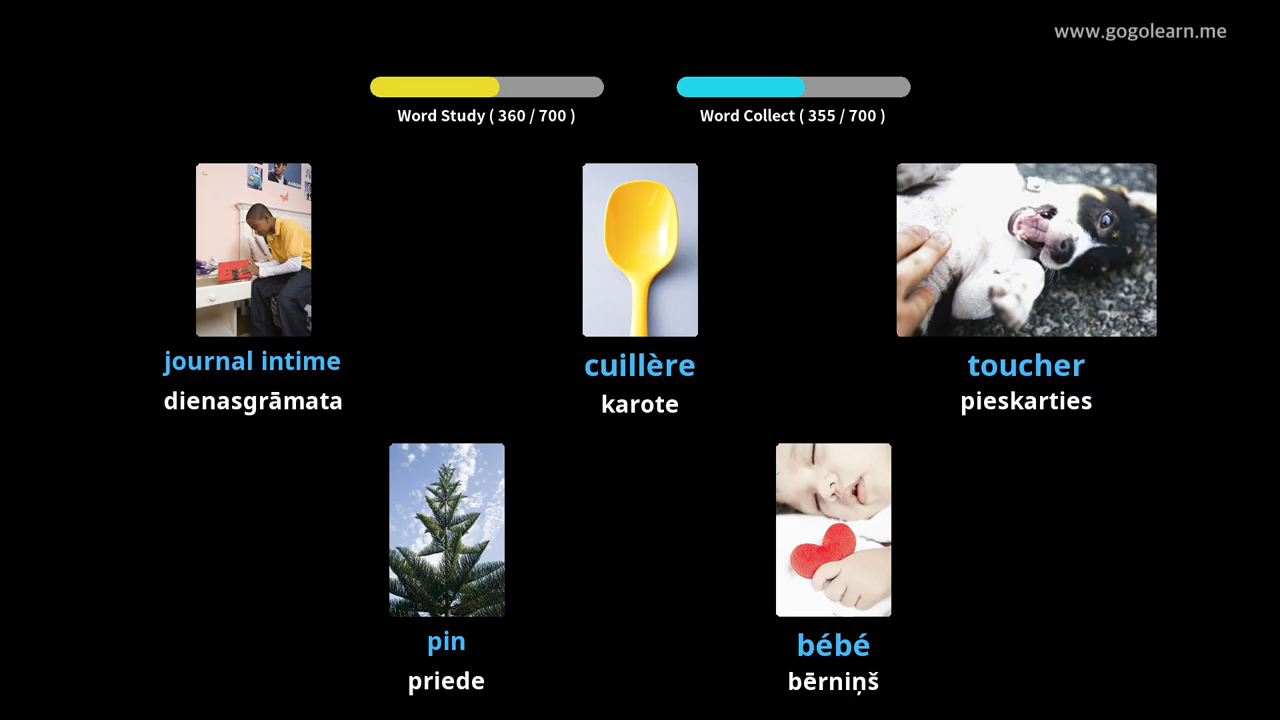 www.gogolearn.me
Word Study ( 360 / 700 )
Word Collect ( 355 / 700 )
journal intime
dienasgrāmata
cuillère
karote
toucher
pieskarties
pin
priede
bébé
bērniņš